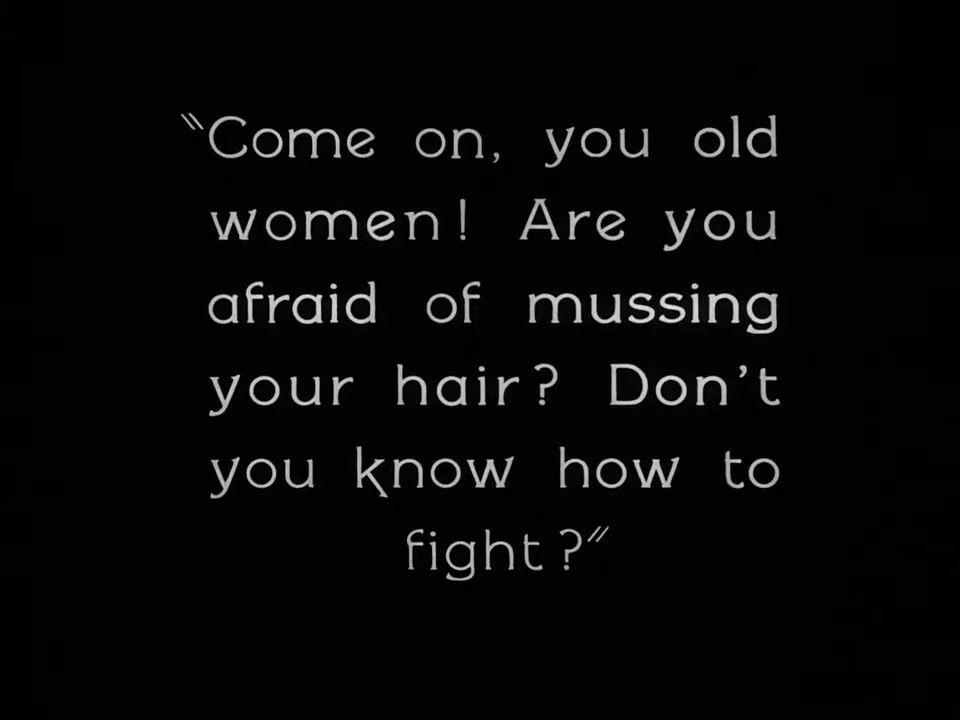 “Come on, you old
women! Are you
afraid of mussing
your hair? Don’t
you know how to
fight?”